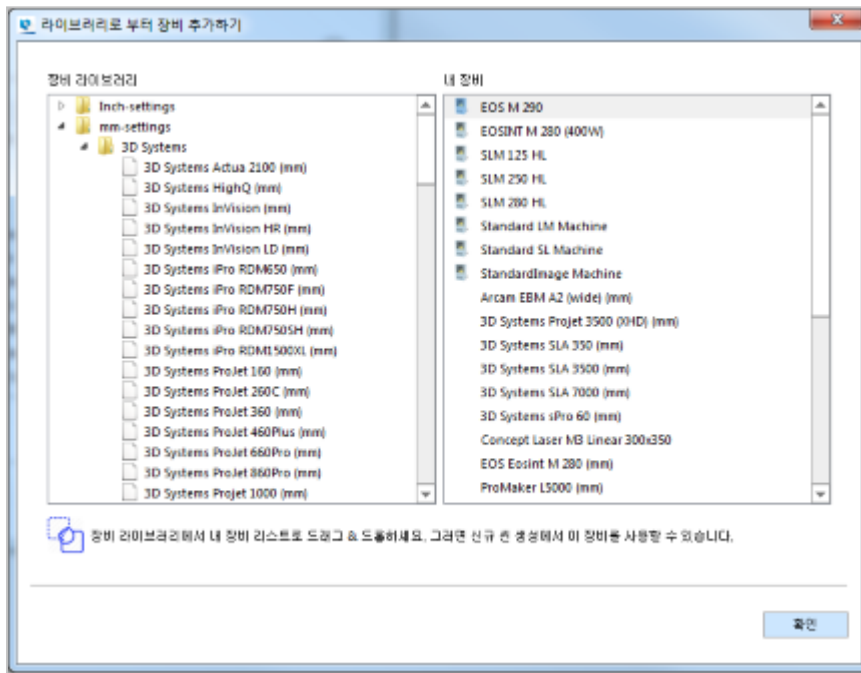 라이브러리로 부터 장비 추가하기
장비 라이브러리
Inch-settings
mm-settings
3D Systems
3D Systems Actua 2100 (mm)
3D Systems HighQ (mm)
3D Systems InVision (mm)
3D Systems InVision HR (mm)
3D Systems InVision LD (mm)
3D Systems iPro RDM650 (mm)
3D Systems iPro RDM750F (mm)
3D Systems iPro RDM750H (mm)
3D Systems iPro RDM750SH (mm)
3D Systems iPro RDM1500XL (mm)
3D Systems ProJet 160 (mm)
3D Systems ProJet 260C (mm)
3D Systems ProJet 360 (mm)
3D Systems ProJet 460Plus (mm)
3D Systems ProJet 660Pro (mm)
3D Systems ProJet 860Pro (mm)
3D Systems Projet 1000 (mm)
내 장비
EOS M 290
EOSINT M 280 (400W)
SLM 125 HL
SLM 250 HL
SLM 280 HL
Standard LM Machine
Standard SL Machine
StandardImage Machine
Arcam EBM A2 (wide) (mm)
3D Systems Projet 3500 (XHD) (mm)
3D Systems SLA 350 (mm)
3D Systems SLA 3500 (mm)
3D Systems SLA 7000 (mm)
3D Systems sPro 60 (mm)
Concept Laser M3 Linear 300x350
EOS Eosint M 280 (mm)
ProMaker L5000 (mm)
장비 라이브러리에서 내 장비 리스트로 드래그 & 드롭하세요. 그러면 신규 씬 생성에서 이 장비를 사용할 수 있습니다.
확인